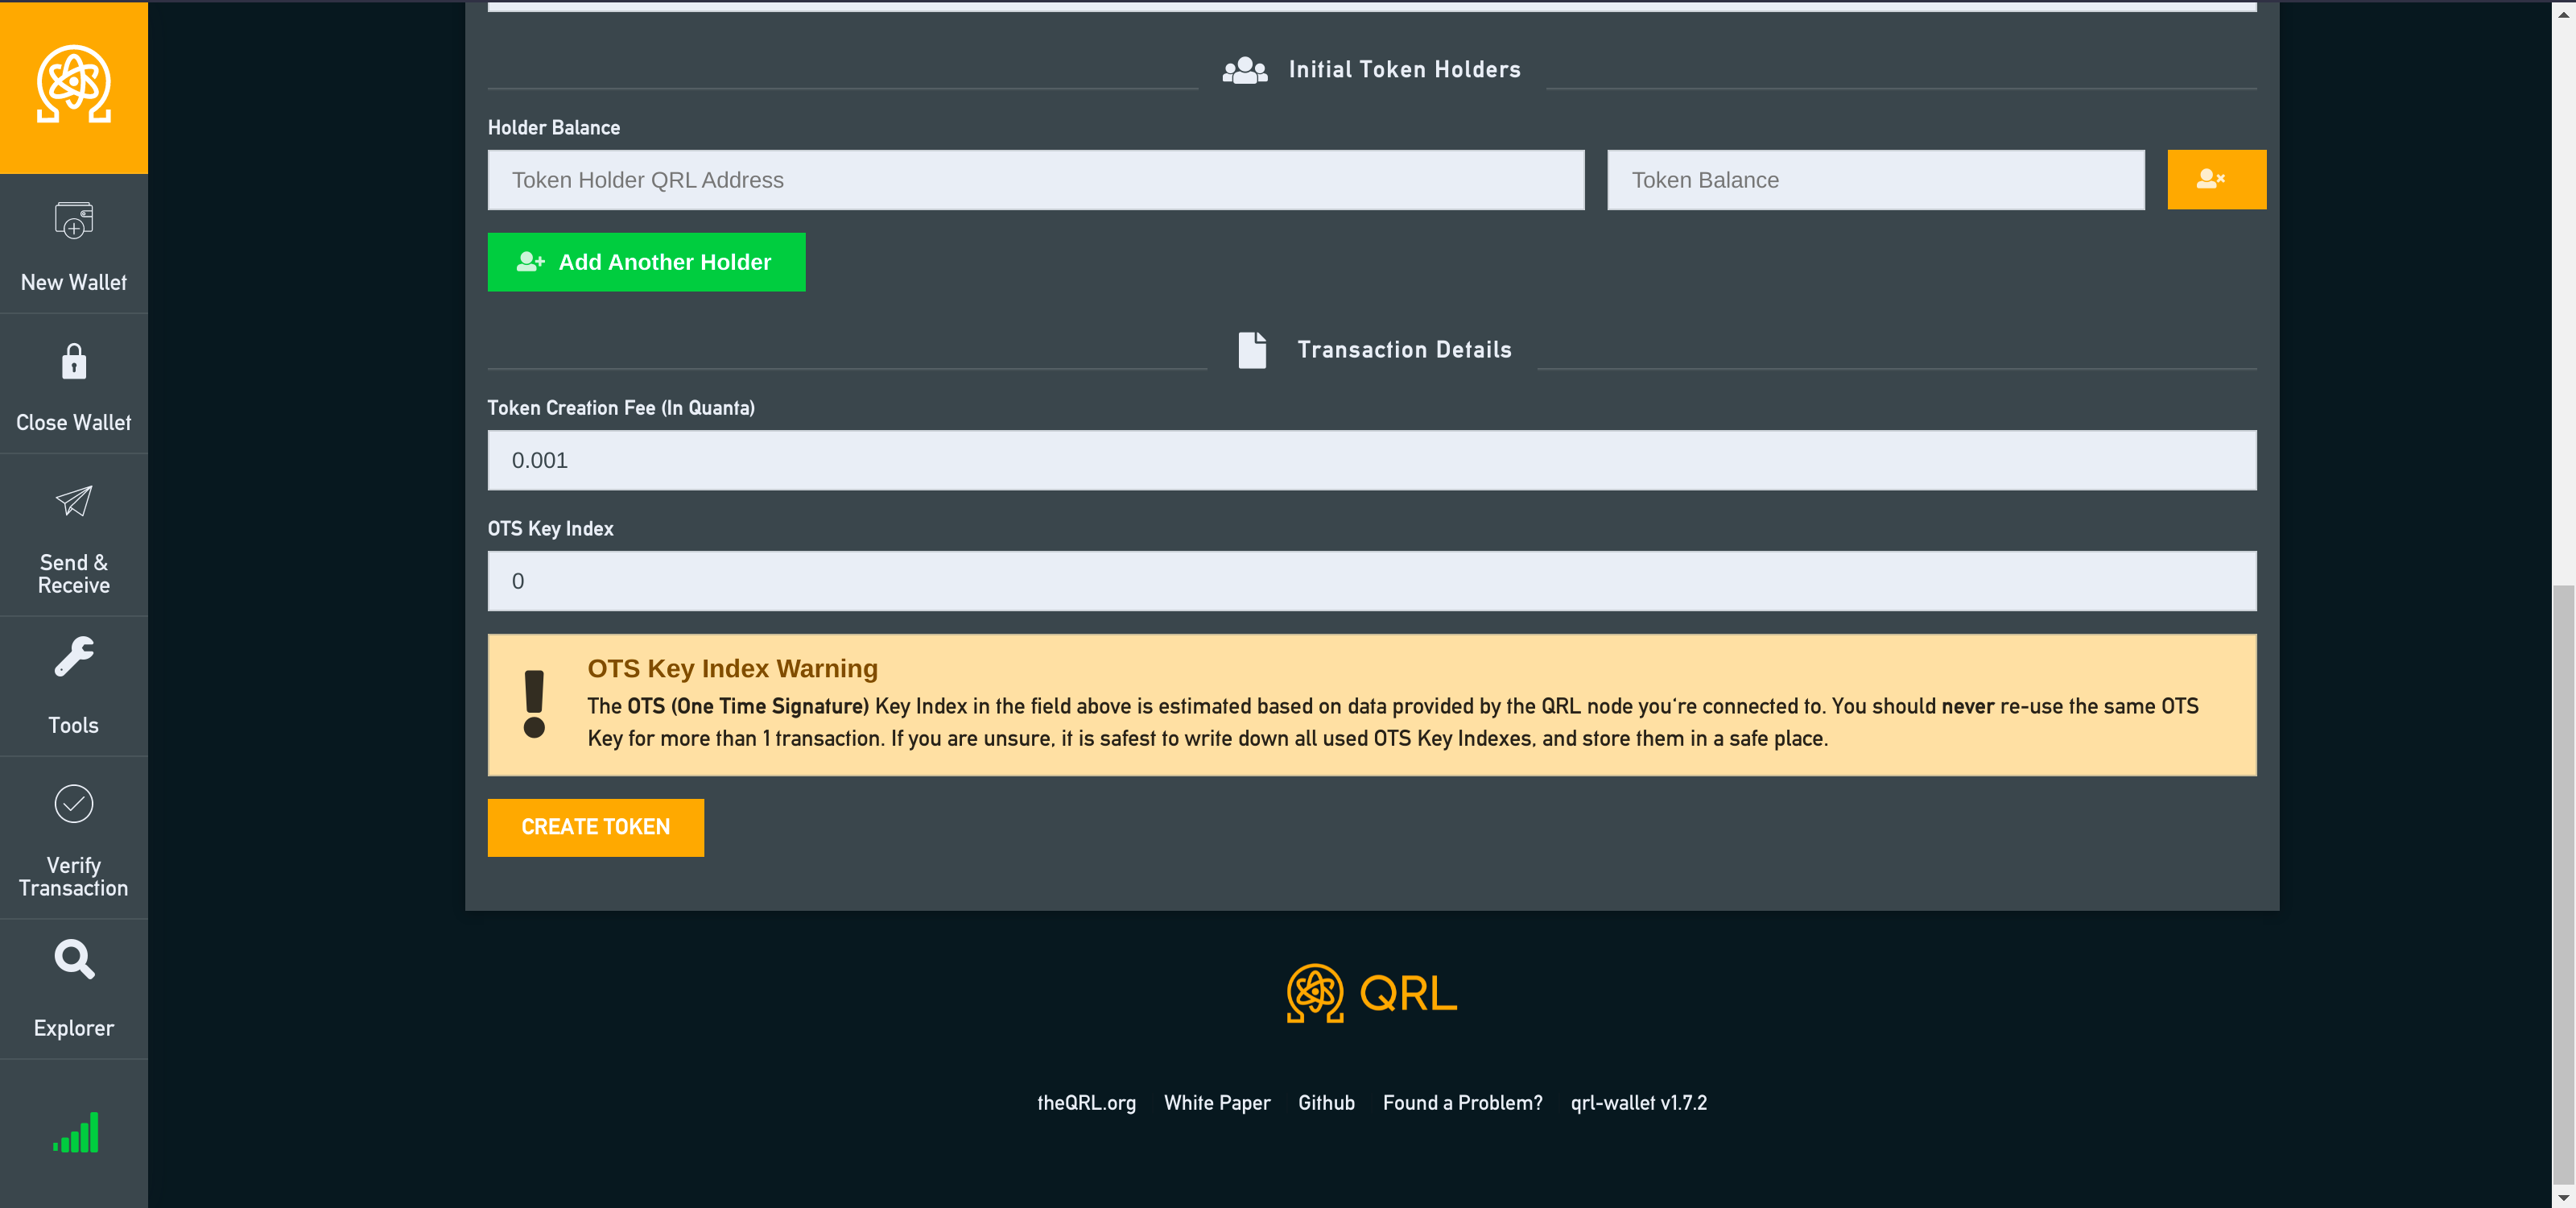 Initial Token Holders
Holder Balance
Token Holder QRL Address
Token Balance
Add Another Holder
Transaction Details
Token Creation Fee (In Quanta)
0.001
OTS Key Index
0
OTS Key Index Warning
The OTS (One Time Signature) Key Index in the field above is estimated based on data provided by the QRL node you're connected to. You should never re-use the same OTS
Key for more than 1 transaction. If you are unsure, it is safest to write down all used OTS Key Indexes, and store them in a safe place.
CREATE TOKEN
New Wallet
Close Wallet
Send &
Receive
Tools
Verify
Transaction
Explorer
QRL
theQRL.org White Paper Github Found a Problem? qrl-wallet v1.7.2